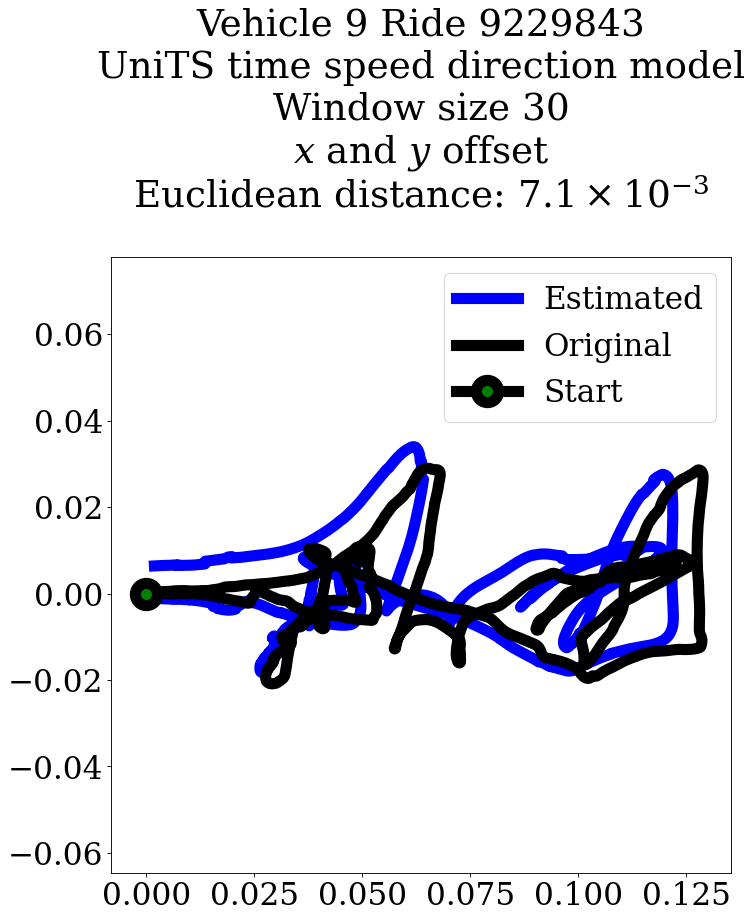 Vehicle 9 Ride 9229843
UniTS time speed direction model
Window size 30
x and y offset
Euclidean distance: 7.1 × 10⁻³
Estimated
Original
Start
0.06
0.04
0.02
0.00
−0.02
−0.04
−0.06
0.000 0.025 0.050 0.075 0.100 0.125